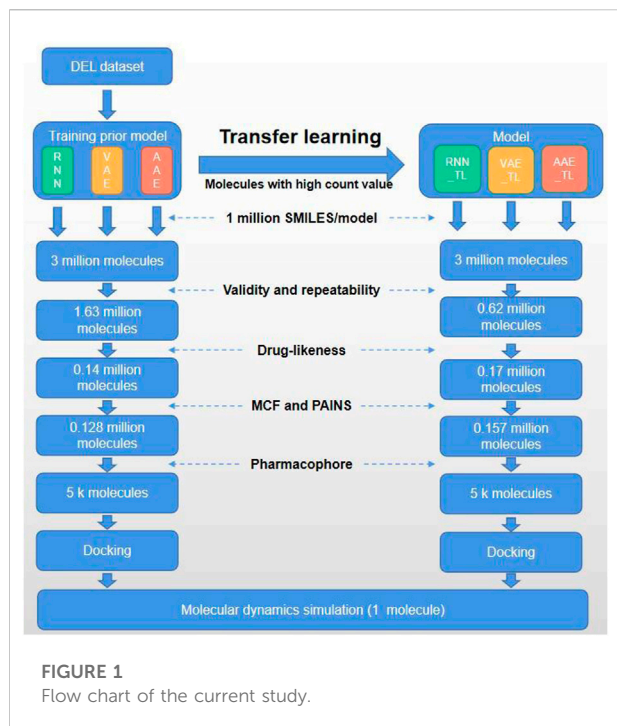 DEL dataset
Training prior model
RNN
VAE
AAE
Transfer learning
Molecules with high count value
Model
RNN
_TL
VAE
_TL
AAE
_TL
1 million SMILES/model
3 million molecules
3 million molecules
Validity and repeatability
1.63 million
molecules
0.62 million
molecules
Drug-likeness
0.14 million
molecules
0.17 million
molecules
MCF and PAINS
0.128 million
molecules
0.157 million
molecules
Pharmacophore
5 k molecules
5 k molecules
Docking
Docking
Molecular dynamics simulation (1 molecule)
FIGURE 1
Flow chart of the current study.